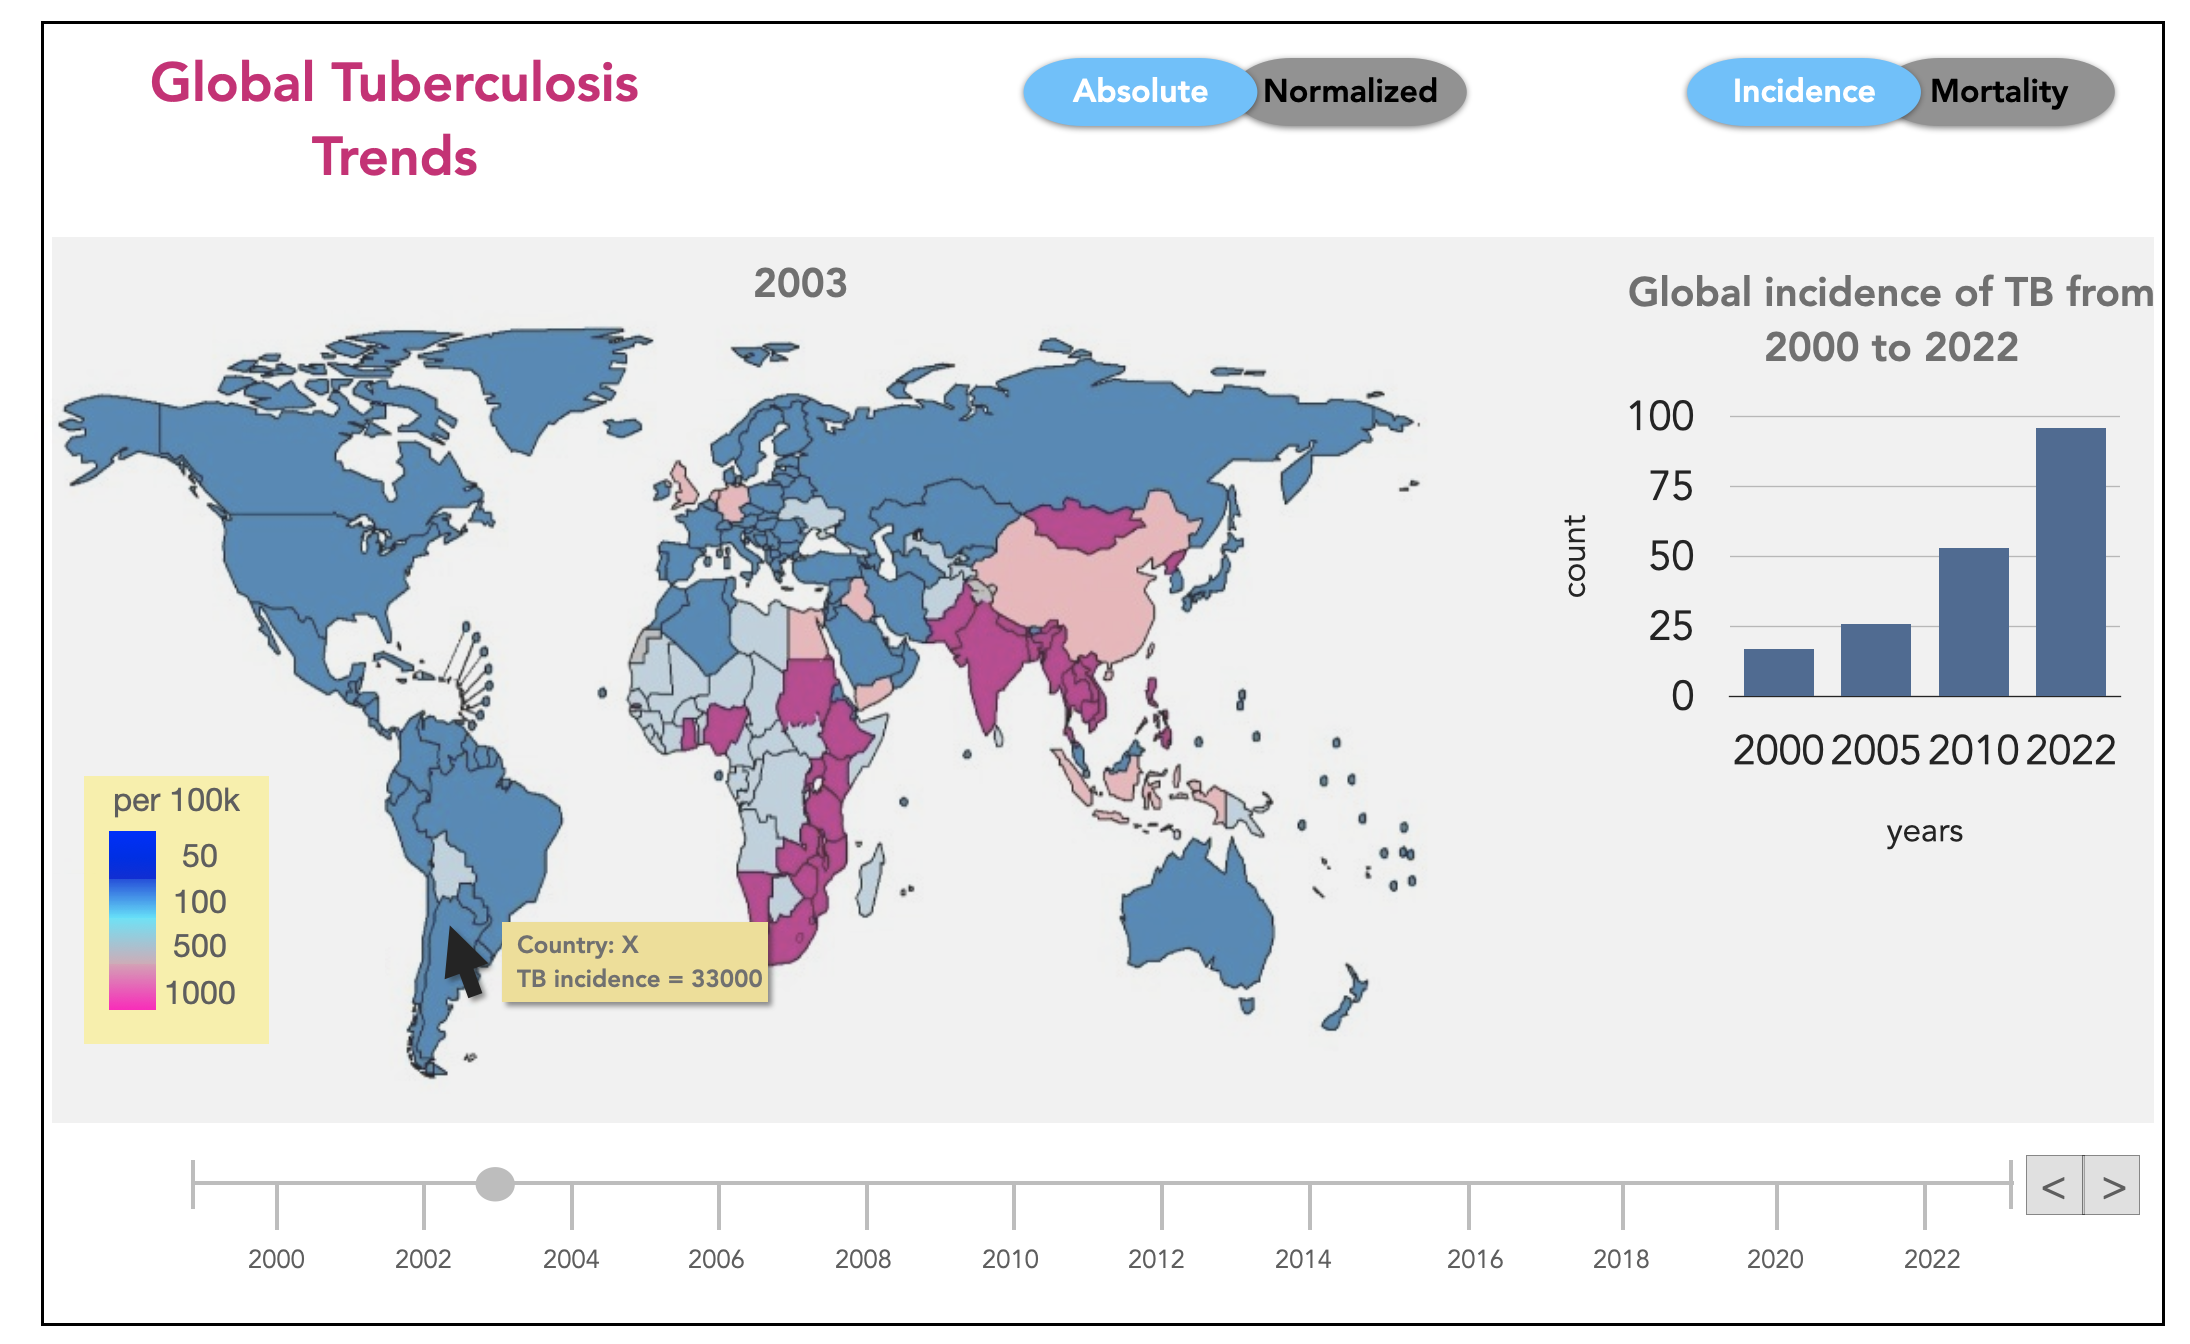 Global Tuberculosis
Trends
Absolute
Normalized
Incidence
Mortality
2003
Global incidence of TB from
2000 to 2022
100
75
50
25
0
count
2000 2005 2010 2022
years
per 100k
50
100
500
1000
Country: X
TB incidence = 33000
< >
2000 2002 2004 2006 2008 2010 2012 2014 2016 2018 2020 2022